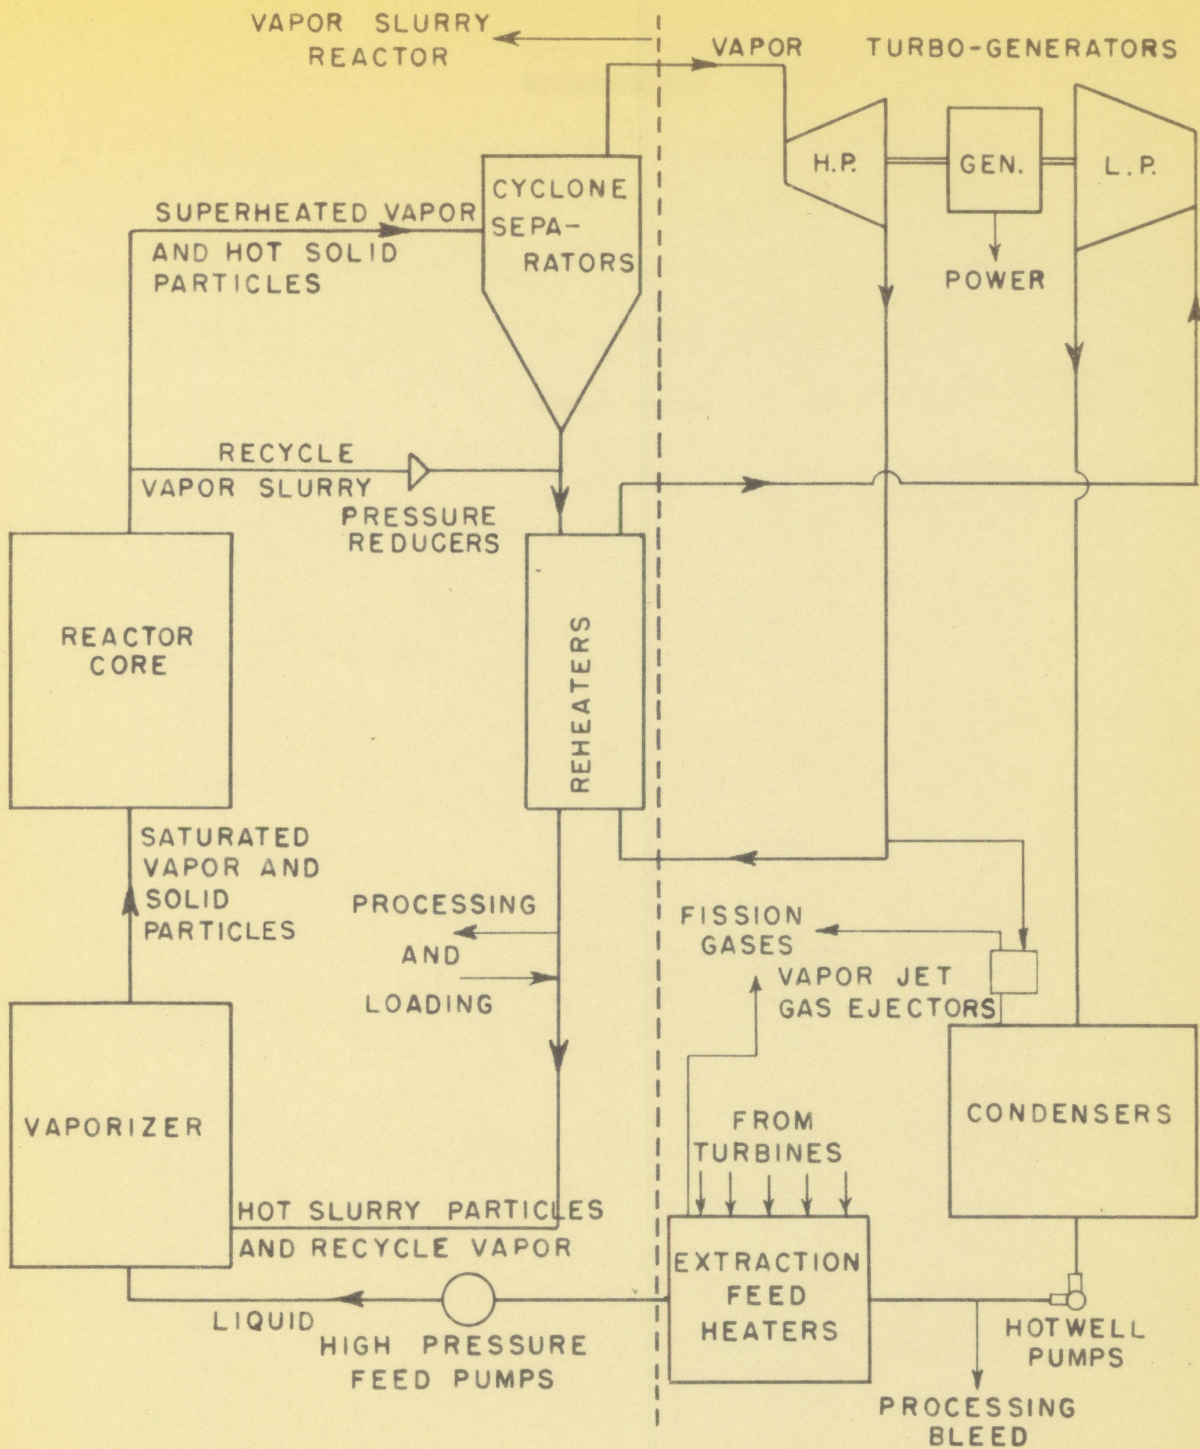 VAPOR SLURRY
REACTOR
VAPOR
TURBO-GENERATORS
H.P.
GEN.
L.P.
POWER
CYCLONE
SEPA-
RATORS
SUPERHEATED VAPOR
AND HOT SOLID
PARTICLES
RECYCLE
VAPOR SLURRY
PRESSURE
REDUCERS
REACTOR
CORE
REHEATERS
SATURATED
VAPOR AND
SOLID
PARTICLES
PROCESSING
AND
LOADING
FISSION
GASES
VAPOR JET
GAS EJECTORS
VAPORIZER
CONDENSERS
FROM
TURBINES
HOT SLURRY PARTICLES
AND RECYCLE VAPOR
EXTRACTION
FEED
HEATERS
LIQUID
HIGH PRESSURE
FEED PUMPS
HOTWELL
PUMPS
PROCESSING
BLEED